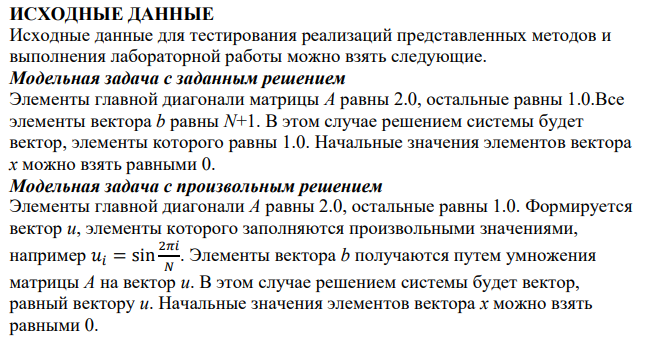 ИСХОДНЫЕ ДАННЫЕ
Исходные данные для тестирования реализаций представленных методов и
выполнения лабораторной работы можно взять следующие.
Модельная задача с заданным решением
Элементы главной диагонали матрицы A равны 2.0, остальные равны 1.0.Все
элементы вектора b равны N+1. В этом случае решением системы будет
вектор, элементы которого равны 1.0. Начальные значения элементов вектора
x можно взять равными 0.
Модельная задача с произвольным решением
Элементы главной диагонали A равны 2.0, остальные равны 1.0. Формируется
вектор u, элементы которого заполняются произвольными значениями,
например u_i = sin 2πi/N. Элементы вектора b получаются путем умножения
матрицы A на вектор u. В этом случае решением системы будет вектор,
равный вектору u. Начальные значения элементов вектора x можно взять
равными 0.